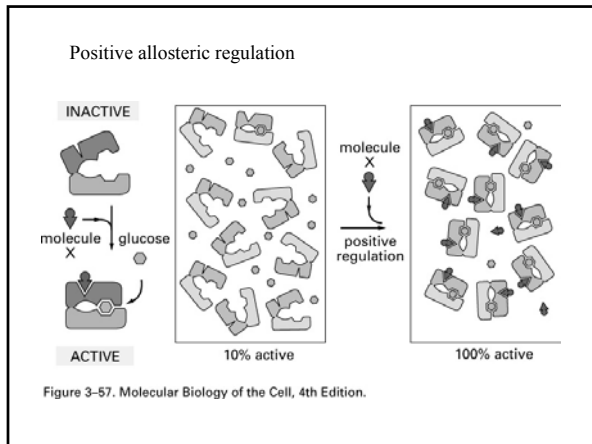 Positive allosteric regulation
INACTIVE
molecule
X
glucose
ACTIVE
10% active
molecule
X
positive
regulation
100% active
Figure 3–57. Molecular Biology of the Cell, 4th Edition.